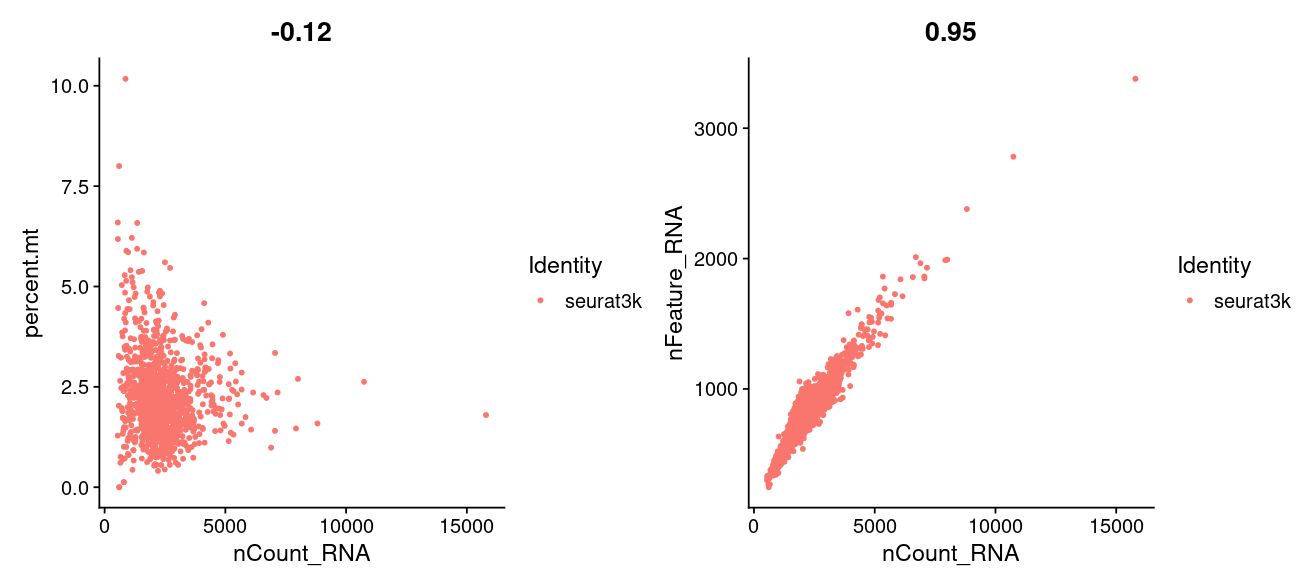 -0.12
percent.mt
10.0
7.5
5.0
2.5
0.0
0
5000
10000
15000
nCount_RNA
Identity
seurat3k
0.95
nFeature_RNA
3000
2000
1000
0
5000
10000
15000
nCount_RNA
Identity
seurat3k